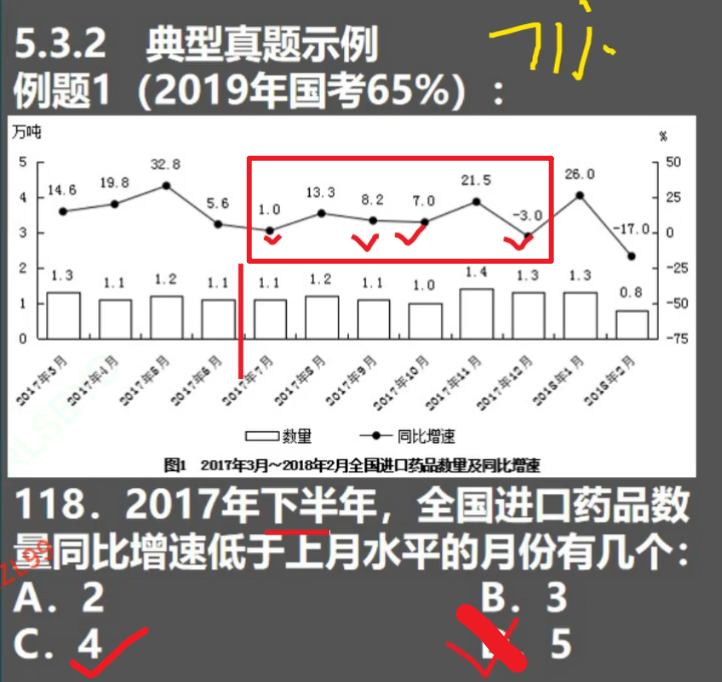 5.3.2 典型真题示例
例题1（2019年国考65%）：
万吨 %
5 50
14.6 19.8 32.8 5.6 1.0 13.3 8.2 7.0 21.5 -3.0 26.0 -17.0
4 25
3 0
2 -25
1.3 1.1 1.2 1.1 1.1 1.2 1.1 1.0 1.4 1.3 1.3 0.8
1 -50
0 -75
2017年3月 2017年4月 2017年5月 2017年6月 2017年7月 2017年8月 2017年9月 2017年10月 2017年11月 2017年12月 2018年1月 2018年2月
数量 同比增速
图1 2017年3月～2018年2月全国进口药品数量及同比增速
118．2017年下半年，全国进口药品数
量同比增速低于上月水平的月份有几个：
A．2 B．3
C．4 D．5